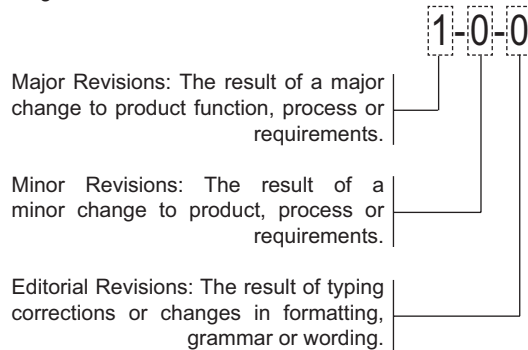 1-0-0
Major Revisions: The result of a major
change to product function, process or
requirements.
Minor Revisions: The result of a
minor change to product, process or
requirements.
Editorial Revisions: The result of typing
corrections or changes in formatting,
grammar or wording.